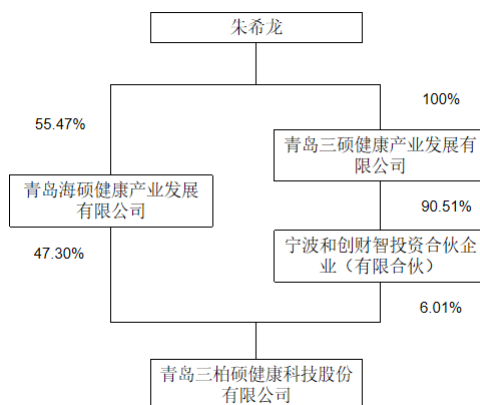 朱希龙
100%
55.47%
青岛三硕健康产业发展有
限公司
青岛海硕健康产业发展
有限公司
90.51%
47.30%
宁波和创财智投资合伙企
业（有限合伙）
6.01%
青岛三柏硕健康科技股份
有限公司